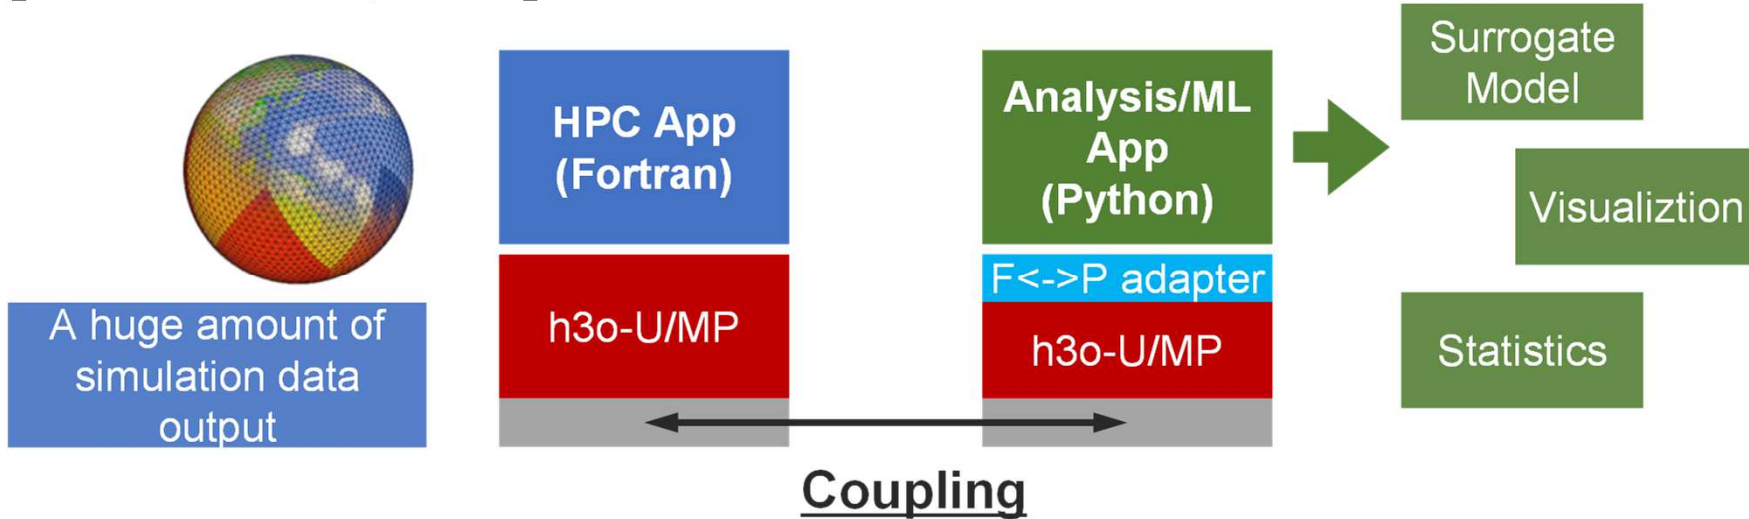 A huge amount of
simulation data
output
HPC App
(Fortran)
h3o-U/MP
Analysis/ML
App
(Python)
F<->P adapter
h3o-U/MP
Coupling
Surrogate
Model
Visualiztion
Statistics